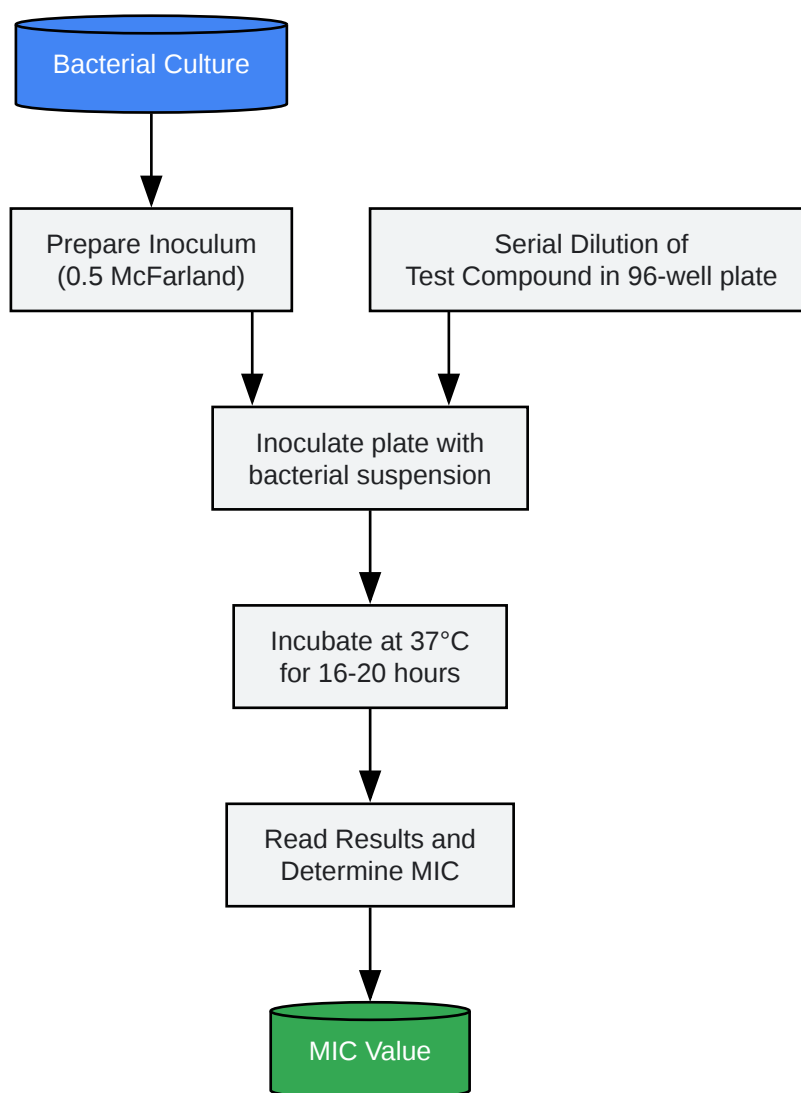 Bacterial Culture
Prepare Inoculum
(0.5 McFarland)
Serial Dilution of
Test Compound in 96-well plate
Inoculate plate with
bacterial suspension
Incubate at 37°C
for 16-20 hours
Read Results and
Determine MIC
MIC Value